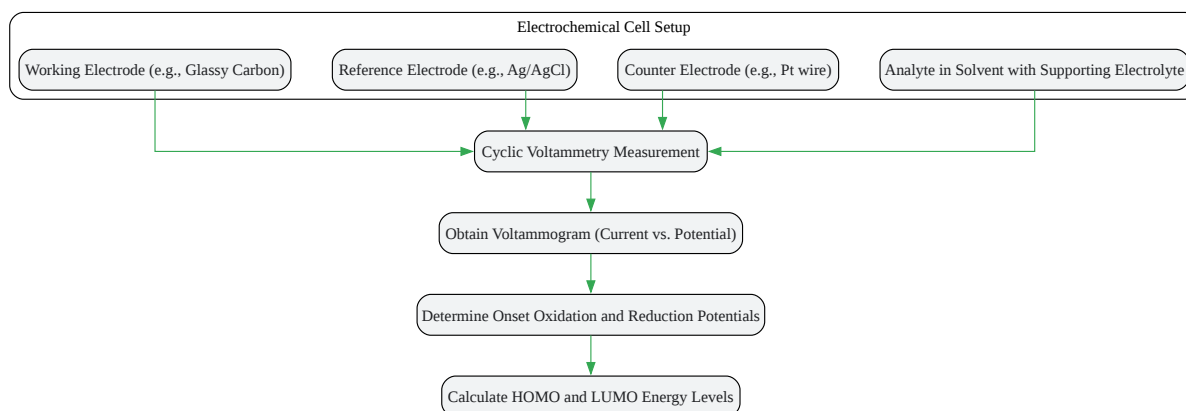 Electrochemical Cell Setup
Working Electrode (e.g., Glassy Carbon)
Reference Electrode (e.g., Ag/AgCl)
Counter Electrode (e.g., Pt wire)
Analyte in Solvent with Supporting Electrolyte
Cyclic Voltammetry Measurement
Obtain Voltammogram (Current vs. Potential)
Determine Onset Oxidation and Reduction Potentials
Calculate HOMO and LUMO Energy Levels